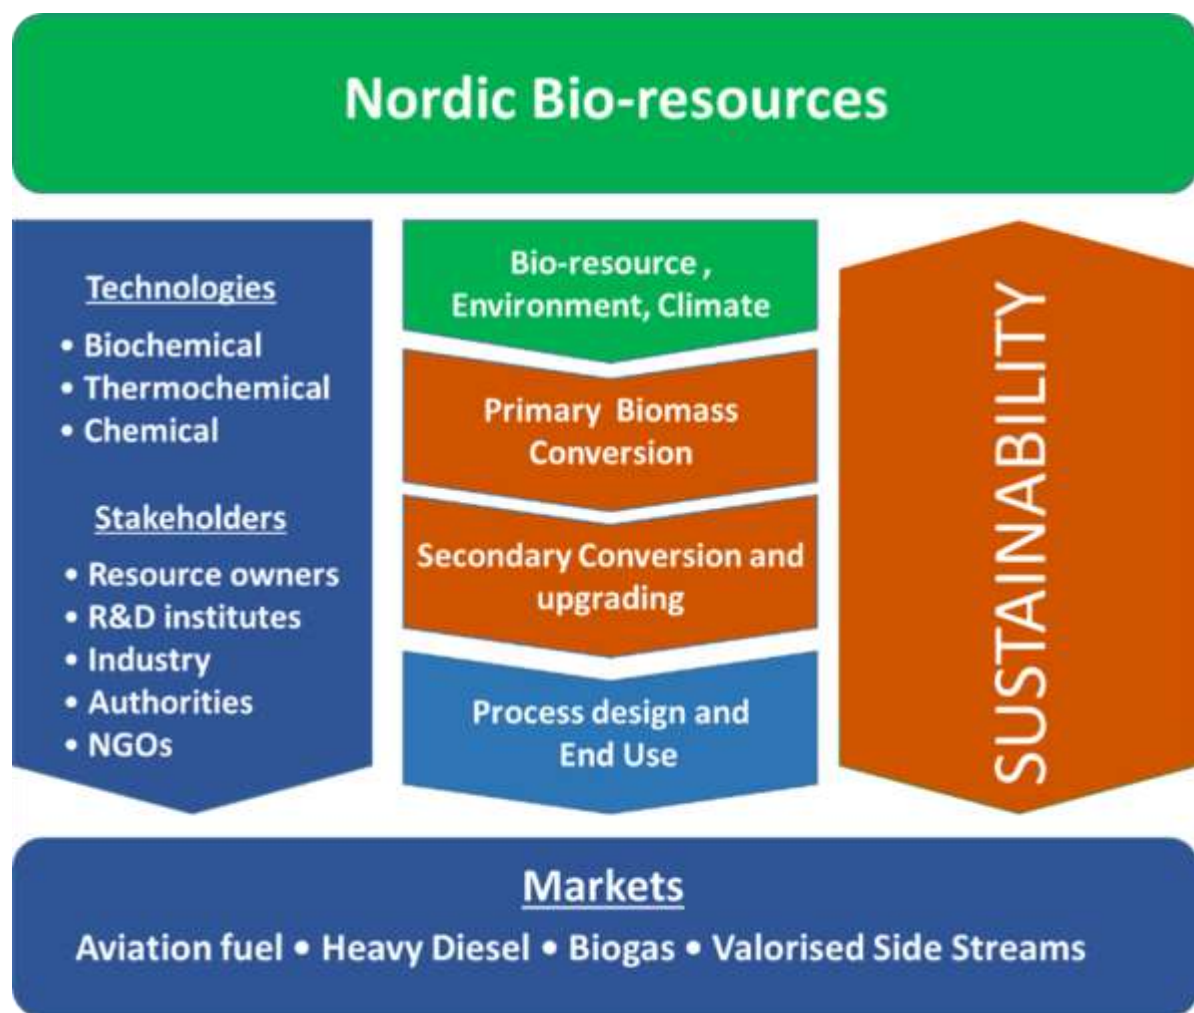 Nordic Bio-resources
Technologies
• Biochemical
• Thermochemical
• Chemical
Stakeholders
• Resource owners
• R&D institutes
• Industry
• Authorities
• NGOs
Bio-resource ,
Environment, Climate
Primary Biomass
Conversion
Secondary Conversion and
upgrading
Process design and
End Use
SUSTAINABILITY
Markets
Aviation fuel • Heavy Diesel • Biogas • Valorised Side Streams